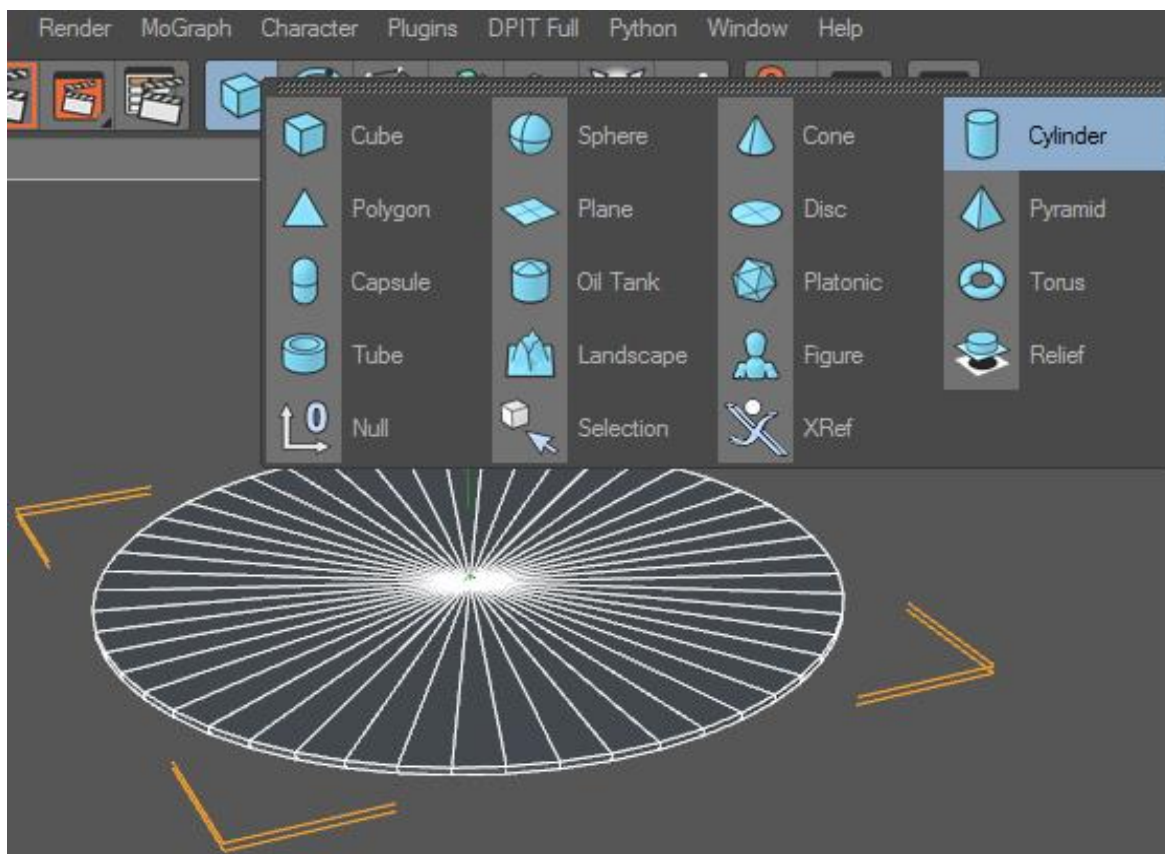 Render MoGraph Character Plugins DPIT Full Python Window Help
Cube Sphere Cone Cylinder
Polygon Plane Disc Pyramid
Capsule Oil Tank Platonic Torus
Tube Landscape Figure Relief
0 Null Selection XRef